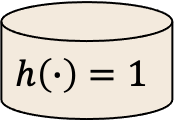 h(·) = 1